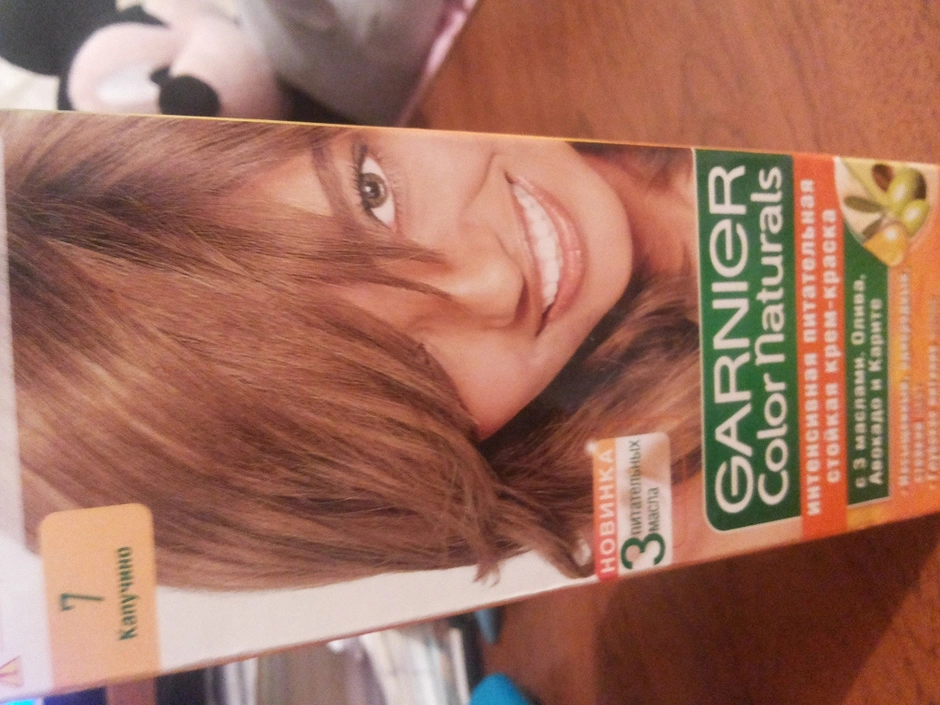 7
Капучино
НОВИНКА
3 питательных
масла
GARNIER
Color naturals
ИНТЕНСИВНАЯ ПИТАТЕЛЬНАЯ
СТОЙКАЯ КРЕМ-КРАСКА
с 3 маслами: Олива,
Авокадо и Карите